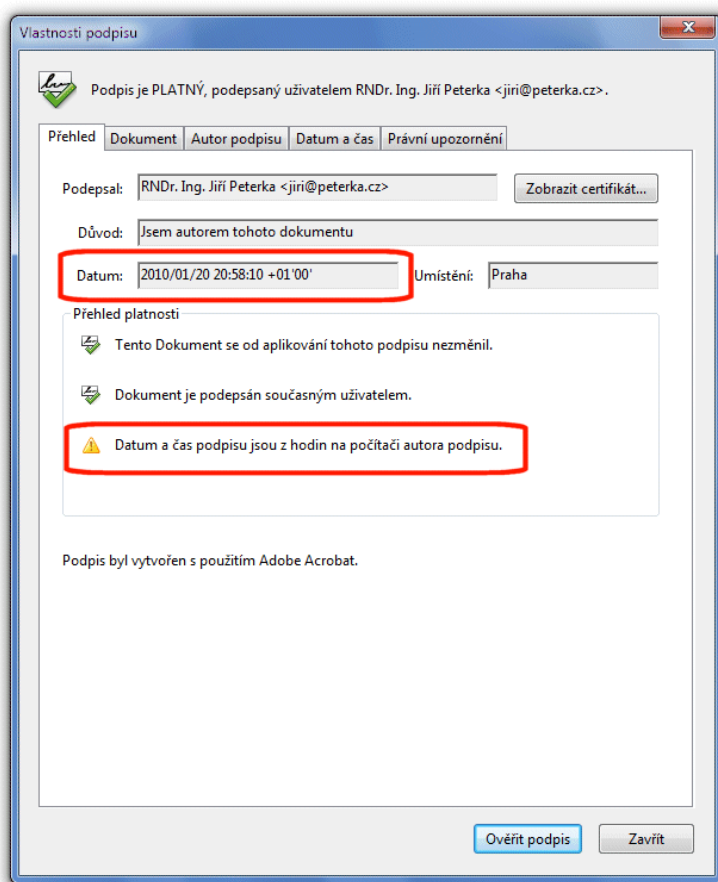 Vlastnosti podpisu
Podpis je PLATNÝ, podepsaný uživatelem RNDr. Ing. Jiří Peterka <jiri@peterka.cz>.
Přehled Dokument Autor podpisu Datum a čas Právní upozornění
Podepsal: RNDr. Ing. Jiří Peterka <jiri@peterka.cz> Zobrazit certifikát...
Důvod: Jsem autorem tohoto dokumentu
Datum: 2010/01/20 20:58:10 +01'00' Umístění: Praha
Přehled platnosti
Tento Dokument se od aplikování tohoto podpisu nezměnil.
Dokument je podepsán současným uživatelem.
Datum a čas podpisu jsou z hodin na počítači autora podpisu.
Podpis byl vytvořen s použitím Adobe Acrobat.
Ověřit podpis Zavřít